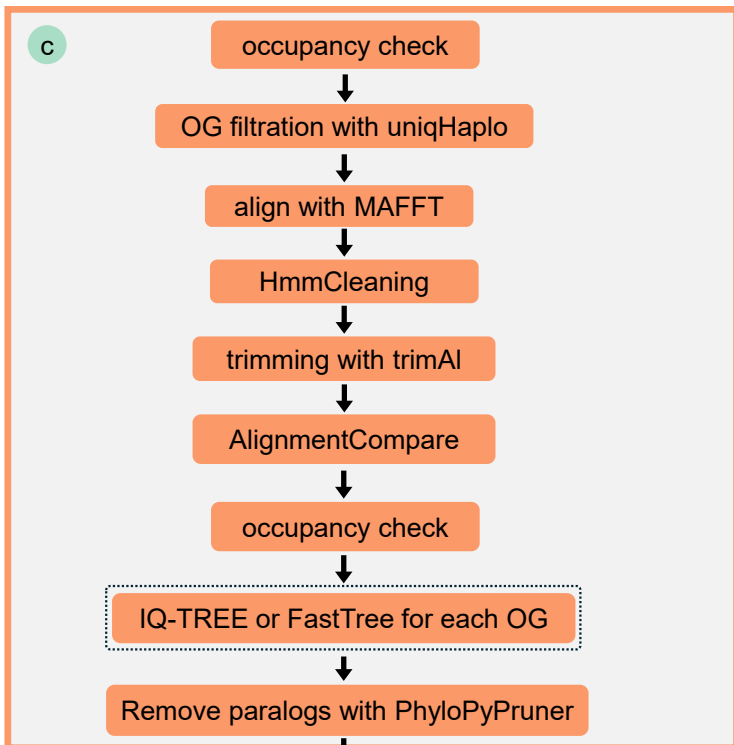 c
occupancy check
OG filtration with uniqHaplo
align with MAFFT
HmmCleaning
trimming with trimAl
AlignmentCompare
occupancy check
IQ-TREE or FastTree for each OG
Remove paralogs with PhyloPyPruner